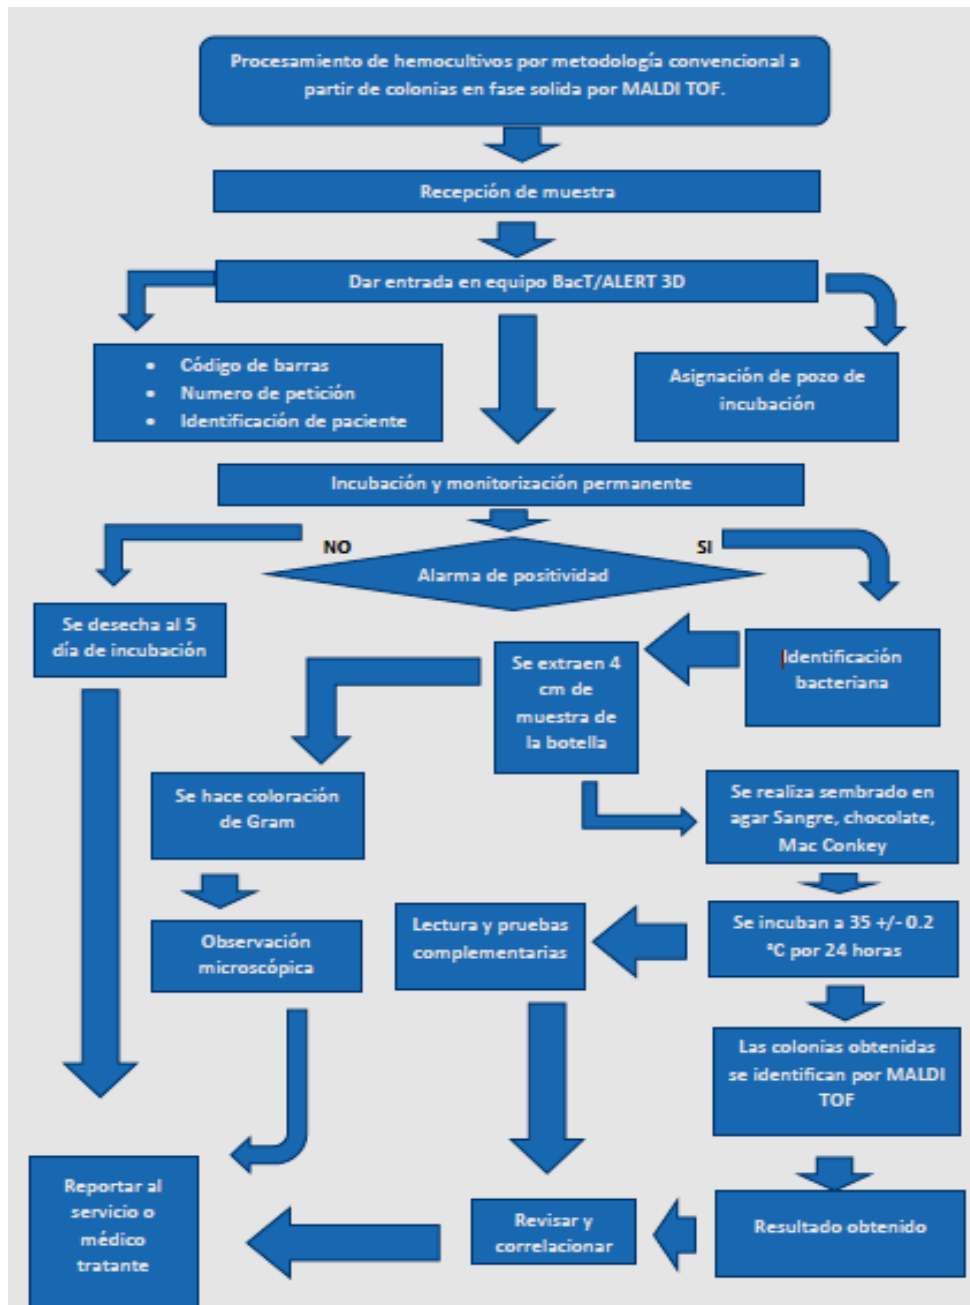 Procesamiento de hemocultivos por metodología convencional a
partir de colonias en fase solida por MALDI TOF.
Recepción de muestra
Dar entrada en equipo BacT/ALERT 3D
• Código de barras
• Numero de petición
• Identificación de paciente
Asignación de pozo de
incubación
Incubación y monitorización permanente
NO
SI
Alarma de positividad
Se desecha al 5
día de incubación
Identificación
bacteriana
Se extraen 4
cm de
muestra de
la botella
Se hace coloración
de Gram
Se realiza sembrado en
agar Sangre, chocolate,
Mac Conkey
Observación
microscópica
Lectura y pruebas
complementarias
Se incuban a 35 +/- 0.2
ºC por 24 horas
Las colonias obtenidas
se identifican por MALDI
TOF
Reportar al
servicio o
médico
tratante
Revisar y
correlacionar
Resultado obtenido